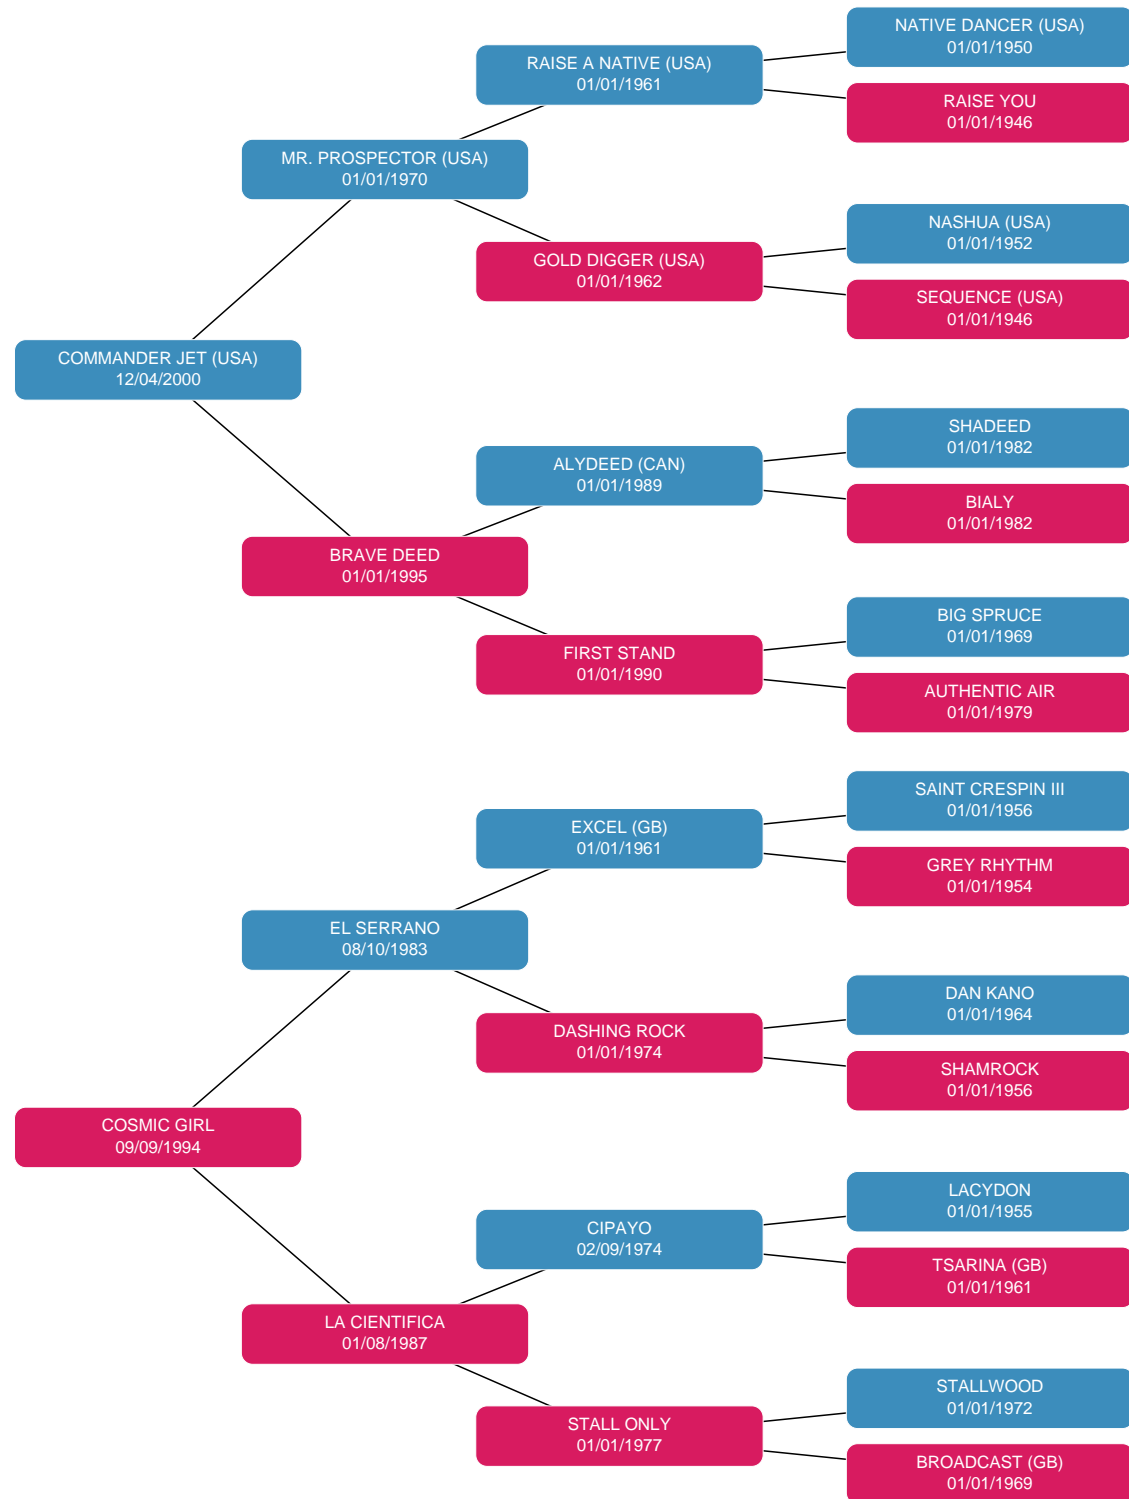 NATIVE DANCER (USA)
01/01/1950
RAISE A NATIVE (USA)
01/01/1961
RAISE YOU
01/01/1946
MR. PROSPECTOR (USA)
01/01/1970
NASHUA (USA)
01/01/1952
GOLD DIGGER (USA)
01/01/1962
SEQUENCE (USA)
01/01/1946
COMMANDER JET (USA)
12/04/2000
SHADEED
01/01/1982
ALYDEED (CAN)
01/01/1989
BIALY
01/01/1982
BRAVE DEED
01/01/1995
BIG SPRUCE
01/01/1969
FIRST STAND
01/01/1990
AUTHENTIC AIR
01/01/1979
SAINT CRESPIN III
01/01/1956
EXCEL (GB)
01/01/1961
GREY RHYTHM
01/01/1954
EL SERRANO
08/10/1983
DAN KANO
01/01/1964
DASHING ROCK
01/01/1974
SHAMROCK
01/01/1956
COSMIC GIRL
09/09/1994
LACYDON
01/01/1955
CIPAYO
02/09/1974
TSARINA (GB)
01/01/1961
LA CIENTIFICA
01/08/1987
STALLWOOD
01/01/1972
STALL ONLY
01/01/1977
BROADCAST (GB)
01/01/1969